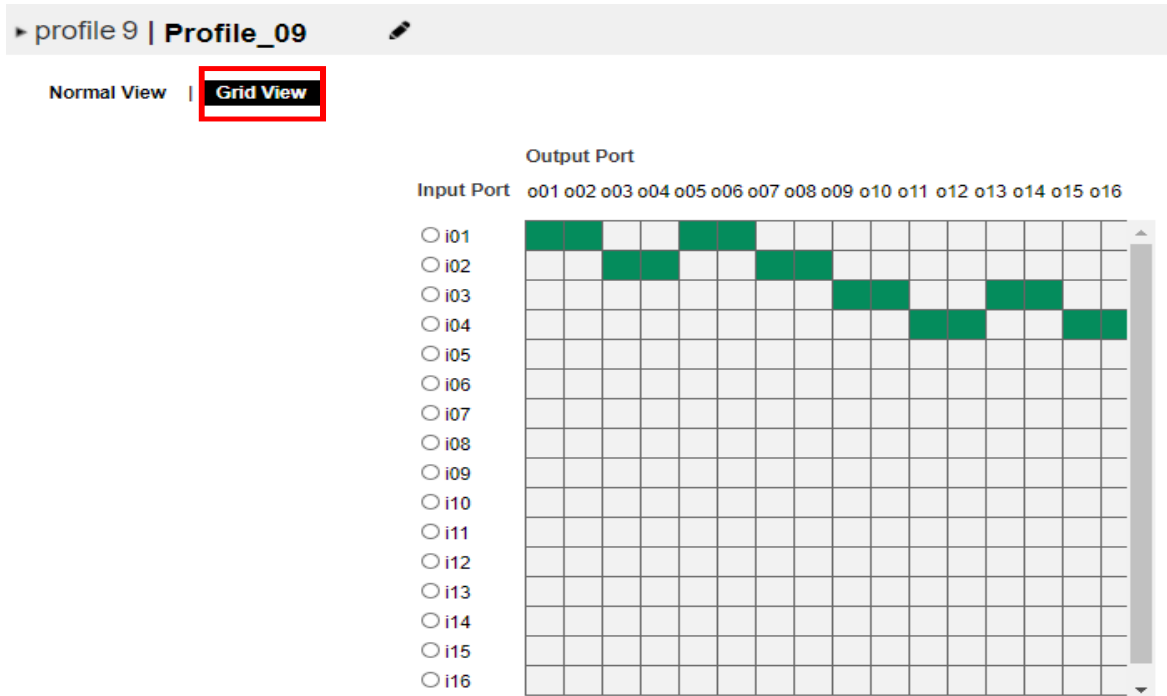 profile 9 | Profile_09
Normal View | Grid View
Output Port
Input Port o01 o02 o03 o04 o05 o06 o07 o08 o09 o10 o11 o12 o13 o14 o15 o16
i01
i02
i03
i04
i05
i06
i07
i08
i09
i10
i11
i12
i13
i14
i15
i16